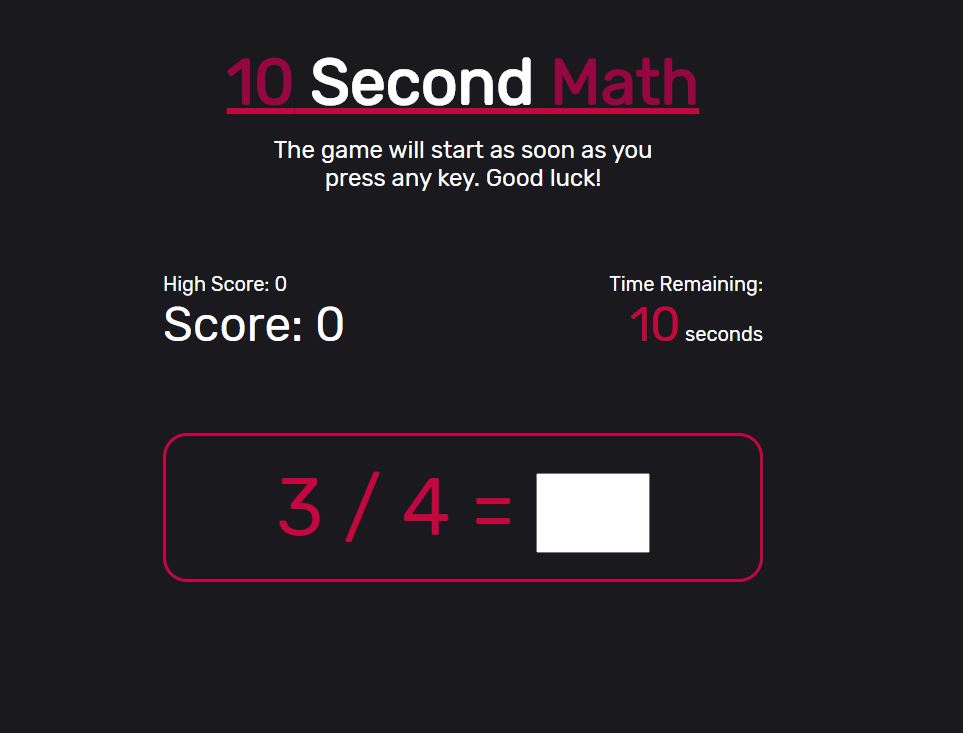 10 Second Math
The game will start as soon as you
press any key. Good luck!
High Score: 0
Score: 0
Time Remaining:
10 seconds
3 / 4 =